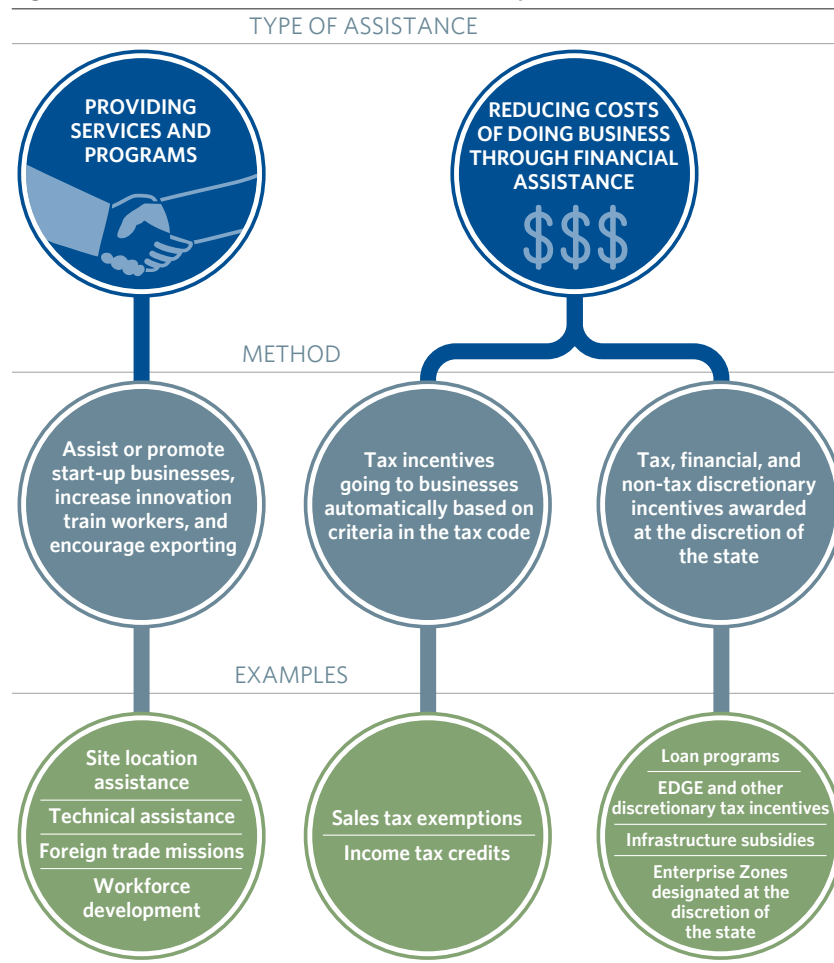 TYPE OF ASSISTANCE
PROVIDING
SERVICES AND
PROGRAMS
REDUCING COSTS
OF DOING BUSINESS
THROUGH FINANCIAL
ASSISTANCE
$$$
METHOD
Assist or promote
start-up businesses,
increase innovation
train workers, and
encourage exporting
Tax incentives
going to businesses
automatically based on
criteria in the tax code
Tax, financial, and
non-tax discretionary
incentives awarded
at the discretion of
the state
EXAMPLES
Site location
assistance
Technical assistance
Foreign trade missions
Workforce
development
Sales tax exemptions
Income tax credits
Loan programs
EDGE and other
discretionary tax incentives
Infrastructure subsidies
Enterprise Zones
designated at the
discretion of
the state